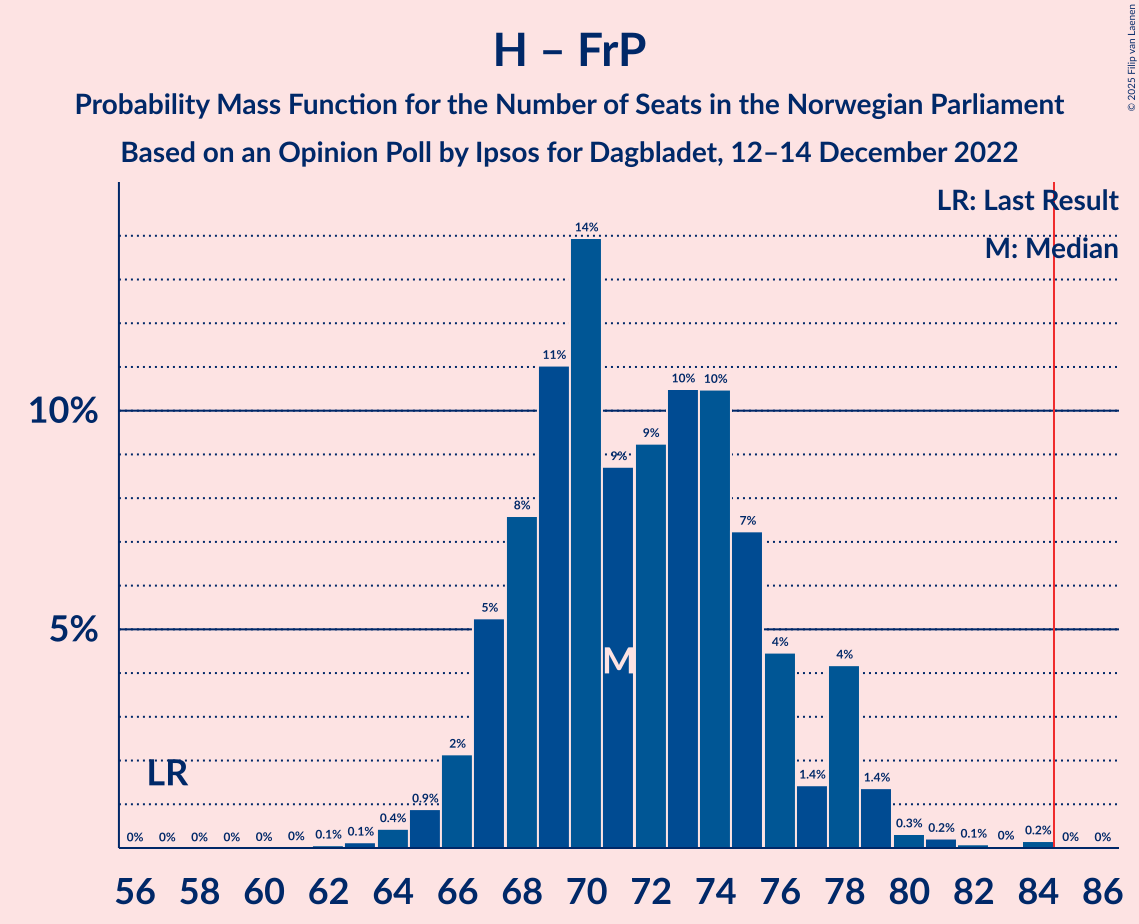 H – FrP
Probability Mass Function for the Number of Seats in the Norwegian Parliament
Based on an Opinion Poll by Ipsos for Dagbladet, 12–14 December 2022
© 2025 Filip van Laenen
LR: Last Result
M: Median
14%
11%
10% 10%
10%
9%
9%
8%
7%
5%
5%
M
4%
4%
2%
LR
1.4% 1.4%
0.9%
0% 0% 0% 0% 0% 0% 0.1% 0.1% 0.4% 0.3% 0.2% 0.1% 0% 0.2% 0% 0%
56 58 60 62 64 66 68 70 72 74 76 78 80 82 84 86